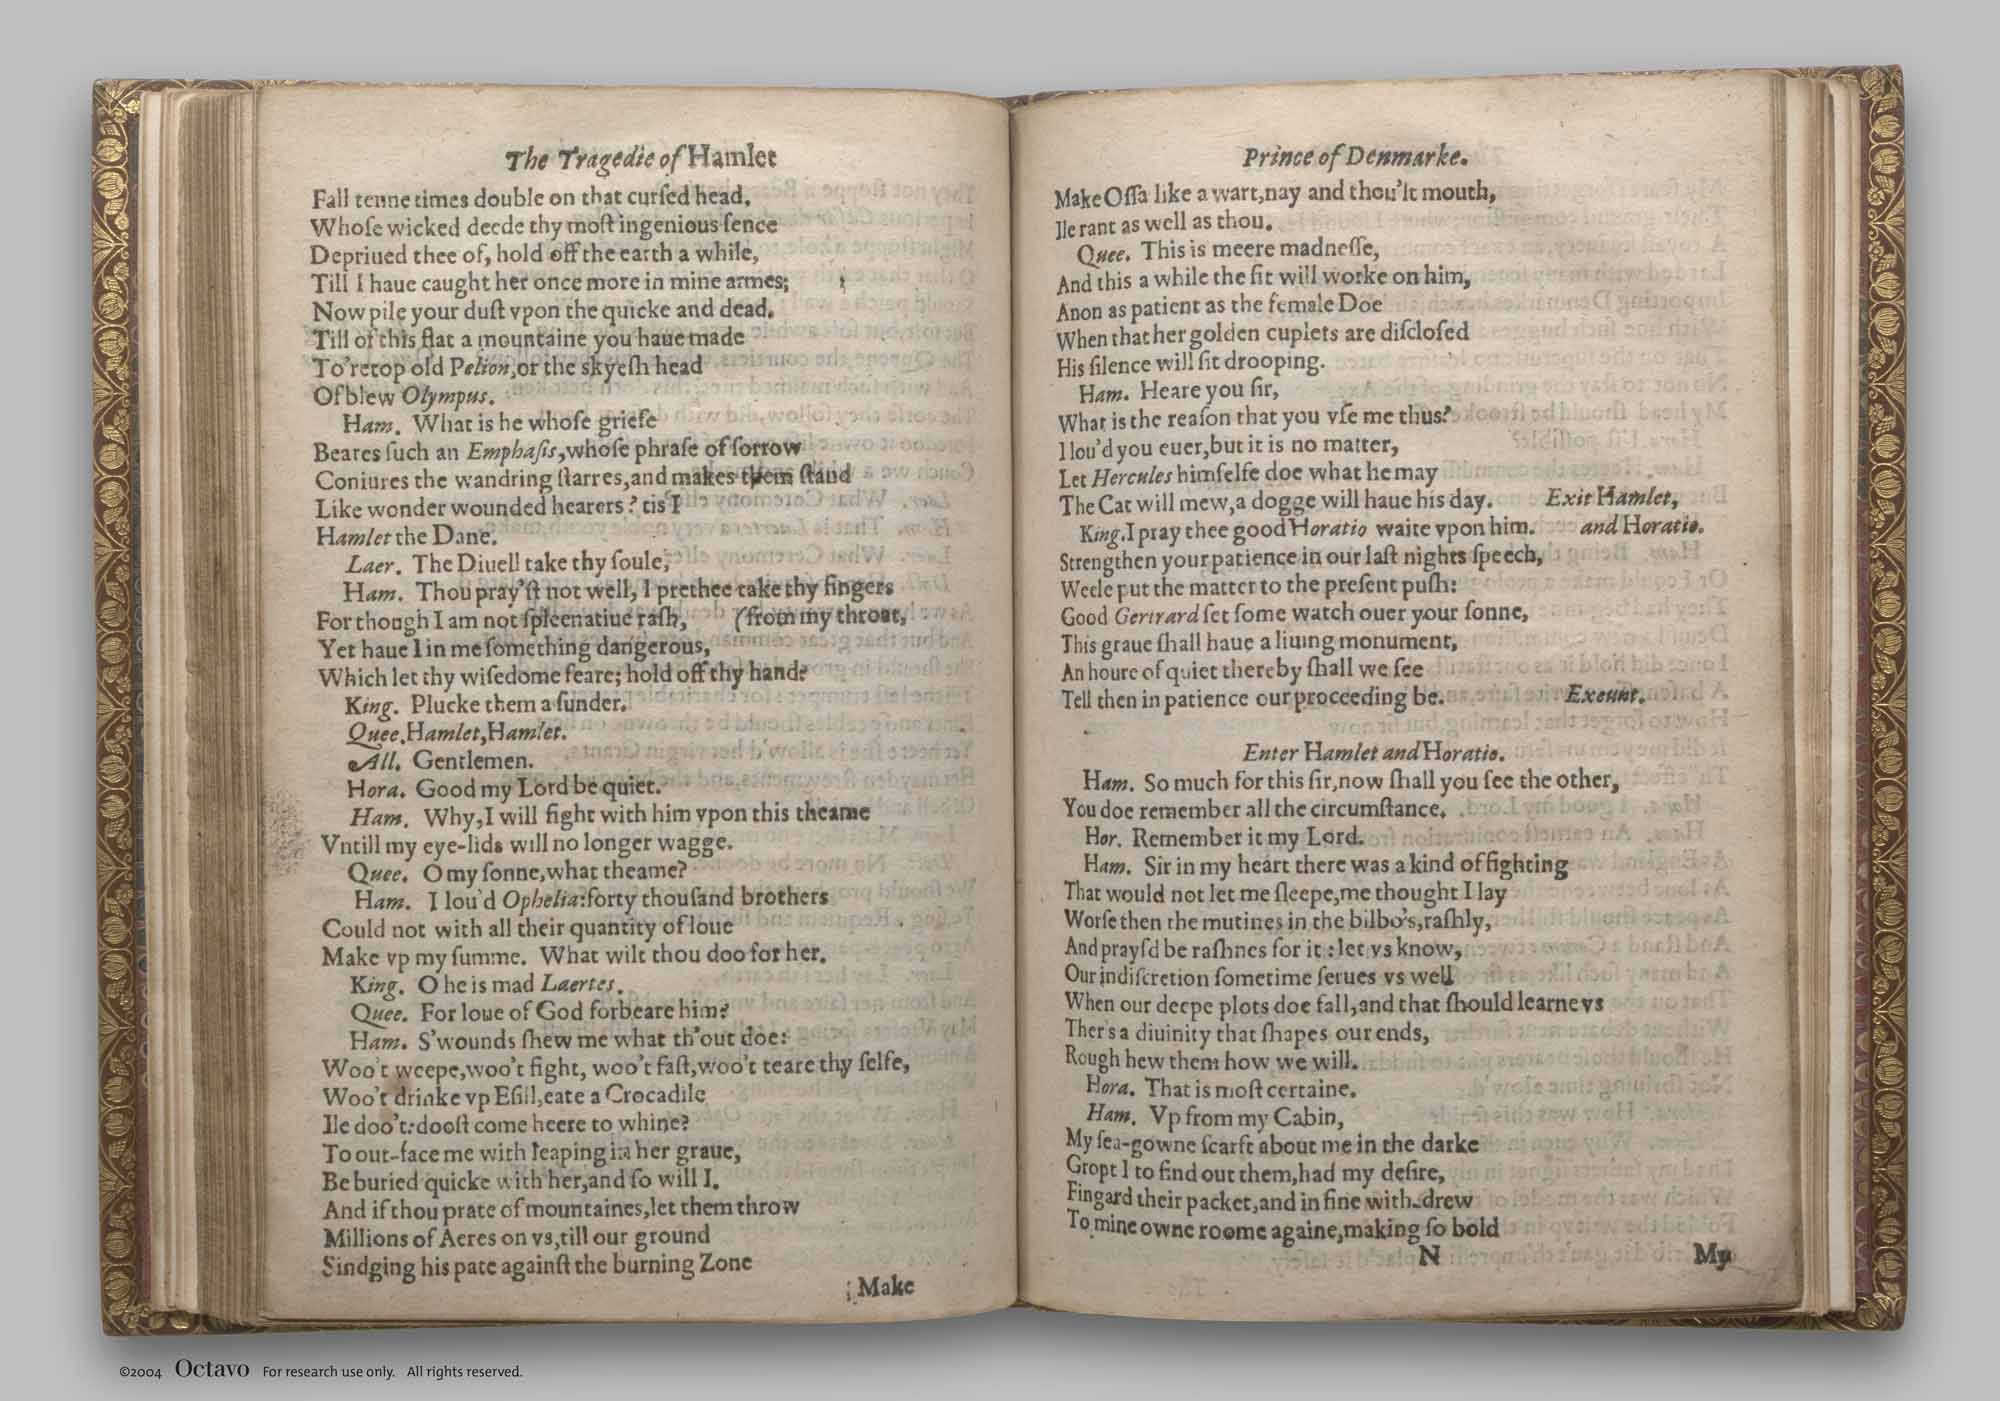 The Tragedie of Hamlet
Fall tenne times double on that curſed head,
Whoſe wicked deede thy moſt ingenious ſence
Depriued thee of, hold off the earth a while,
Till I haue caught her once more in mine armes;
Now pile your duſt vpon the quicke and dead,
Till of this flat a mountaine you haue made
To'retop old Pelion, or the skyeſh head
Of blew Olympus.
Ham. What is he whoſe griefe
Beares ſuch an Emphaſis, whoſe phraſe of ſorrow
Coniures the wandring ſtarres, and makes them ſtand
Like wonder wounded hearers? tis I
Hamlet the Dane.
Laer. The Diuell take thy ſoule,
Ham. Thou pray'ſt not well, I prethee take thy fingers
For though I am not ſpleenatiue raſh, (from my throat,
Yet haue I in me ſomething dangerous,
Which let thy wiſedome feare; hold off thy hand?
King. Plucke them a ſunder.
Quee. Hamlet, Hamlet.
All. Gentlemen.
Hora. Good my Lord be quiet.
Ham. Why, I will fight with him vpon this theame
Vntill my eye-lids will no longer wagge.
Quee. O my ſonne, what theame?
Ham. I lou'd Ophelia: forty thouſand brothers
Could not with all their quantity of loue
Make vp my ſumme. What wilt thou doo for her.
King. O he is mad Laertes.
Quee. For loue of God forbeare him?
Ham. S'wounds ſhew me what th'out doe:
Woo't weepe, woo't fight, woo't faſt, woo't teare thy ſelfe,
Woo't drinke vp Eſill, eate a Crocadile
Ile doo't: dooſt come heere to whine?
To out-face me with leaping in her graue,
Be buried quicke with her, and ſo will I.
And if thou prate of mountaines, let them throw
Millions of Acres on vs, till our ground
Sindging his pate againſt the burning Zone
Make
Prince of Denmarke.
Make Oſſa like a wart, nay and thou'lt mouth,
Ile rant as well as thou.
Quee. This is meere madneſſe,
And this a while the fit will worke on him,
Anon as patient as the female Doe
When that her golden cuplets are diſcloſed
His ſilence will ſit drooping.
Ham. Heare you ſir,
What is the reaſon that you vſe me thus?
I lou'd you euer, but it is no matter,
Let Hercules himſelfe doe what he may
The Cat will mew, a dogge will haue his day. Exit Hamlet,
King. I pray thee good Horatio waite vpon him. and Horatio.
Strengthen your patience in our laſt nights ſpeech,
Weele put the matter to the preſent puſh:
Good Gertrard ſet ſome watch ouer your ſonne,
This graue ſhall haue a liuing monument,
An houre of quiet thereby ſhall we ſee
Tell then in patience our proceeding be. Exeunt.
Enter Hamlet and Horatio.
Ham. So much for this ſir, now ſhall you ſee the other,
You doe remember all the circumſtance.
Hor. Remember it my Lord.
Ham. Sir in my heart there was a kind of fighting
That would not let me ſleepe, me thought I lay
Worſe then the mutines in the bilbo's, raſhly,
And prayſd be raſhnes for it: let vs know,
Our indiſcretion ſometime ſerues vs well
When our deepe plots doe fall, and that ſhould learne vs
Ther's a diuinity that ſhapes our ends,
Rough hew them how we will.
Hora. That is moſt certaine.
Ham. Vp from my Cabin,
My ſea-gowne ſcarft about me in the darke
Gropt I to find out them, had my deſire,
Fingard their packet, and in fine with-drew
To mine owne roome againe, making ſo bold
N My
©2004 Octavo For research use only. All rights reserved.